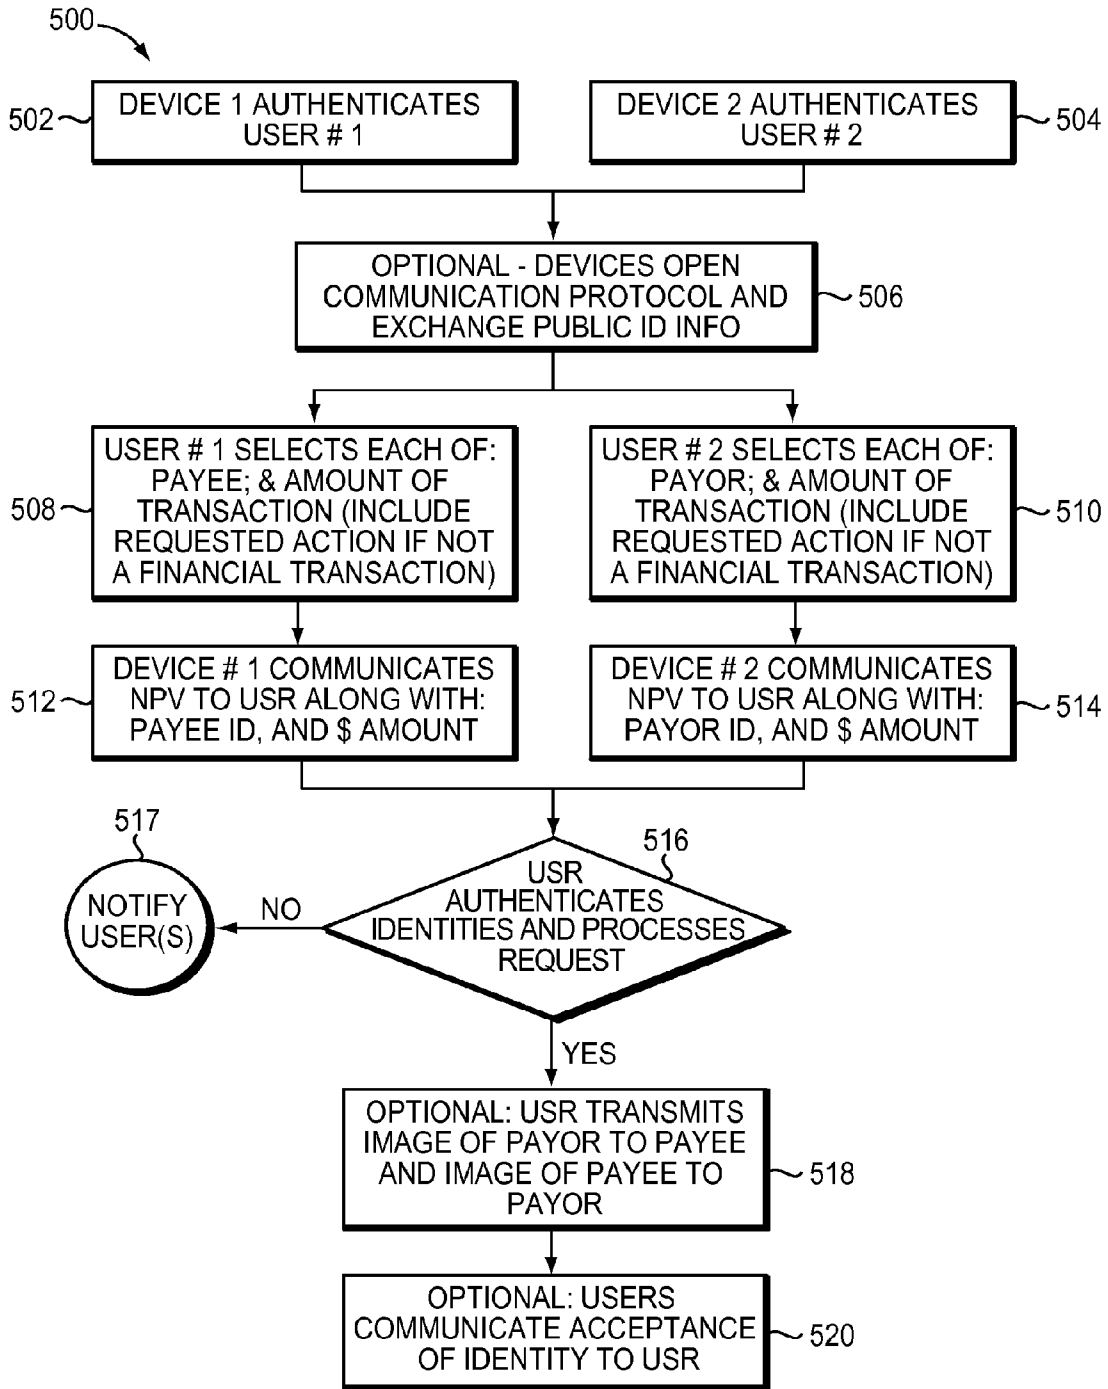 500
502
DEVICE 1 AUTHENTICATES
USER # 1
DEVICE 2 AUTHENTICATES
USER # 2
504
OPTIONAL - DEVICES OPEN
COMMUNICATION PROTOCOL AND
EXCHANGE PUBLIC ID INFO
506
508
USER # 1 SELECTS EACH OF:
PAYEE; & AMOUNT OF
TRANSACTION (INCLUDE
REQUESTED ACTION IF NOT
A FINANCIAL TRANSACTION)
USER # 2 SELECTS EACH OF:
PAYOR; & AMOUNT OF
TRANSACTION (INCLUDE
REQUESTED ACTION IF NOT
A FINANCIAL TRANSACTION)
510
512
DEVICE # 1 COMMUNICATES
NPV TO USR ALONG WITH:
PAYEE ID, AND $ AMOUNT
DEVICE # 2 COMMUNICATES
NPV TO USR ALONG WITH:
PAYOR ID, AND $ AMOUNT
514
517
NOTIFY
USER(S)
NO
516
USR
AUTHENTICATES
IDENTITIES AND PROCESSES
REQUEST
YES
OPTIONAL: USR TRANSMITS
IMAGE OF PAYOR TO PAYEE
AND IMAGE OF PAYEE TO
PAYOR
518
OPTIONAL: USERS
COMMUNICATE ACCEPTANCE
OF IDENTITY TO USR
520